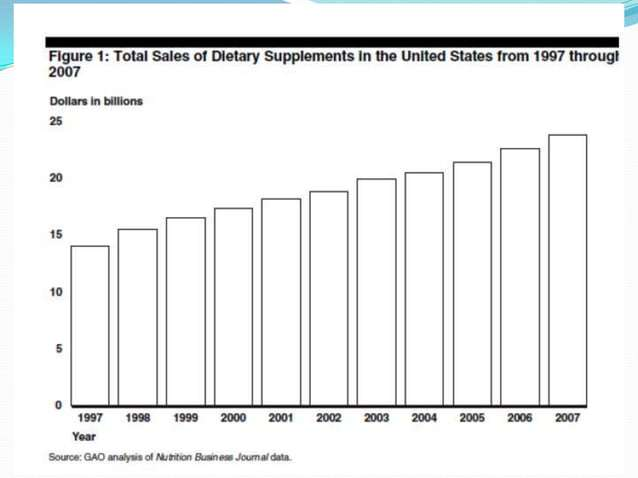 Figure 1: Total Sales of Dietary Supplements in the United States from 1997 through
2007
Dollars in billions
25
20
15
10
5
0
1997 1998 1999 2000 2001 2002 2003 2004 2005 2006 2007
Year
Source: GAO analysis of Nutrition Business Journal data.